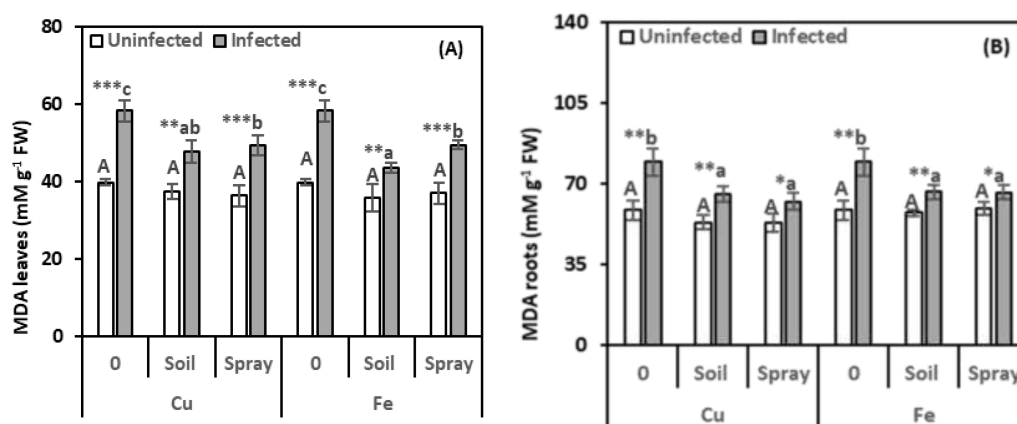 80
60
40
20
0
MDA leaves (mM g-1 FW)
Uninfected Infected
(A)
***c
**ab
***b
***c
**a
***b
A
A
A
A
A
A
0 Soil Spray 0 Soil Spray
Cu Fe
140
105
70
35
0
MDA roots (mM g-1 FW)
Uninfected Infected
(B)
**b
**a
*a
**b
**a
*a
A
A
A
A
A
A
0 Soil Spray 0 Soil Spray
Cu Fe